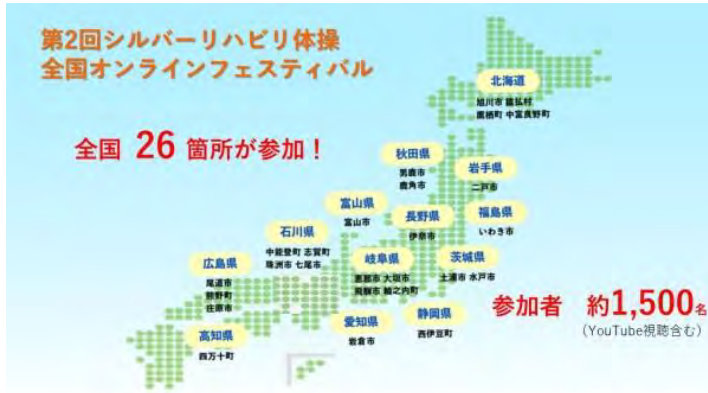 第2回シルバーリハビリ体操
全国オンラインフェスティバル
全国 26 箇所が参加！
北海道
旭川市 猿払村
鷹栖町 中富良野町
秋田県
男鹿市
鹿角市
岩手県
二戸市
富山県
富山市
長野県
伊奈市
福島県
いわき市
石川県
中能登町 志賀町
珠洲市 七尾市
岐阜県
恵那市 大垣市
飛騨市 輪之内町
茨城県
土浦市 水戸市
広島県
尾道市
熊野町
庄原市
参加者 約1,500名
(YouTube視聴含む)
静岡県
西伊豆町
愛知県
岩倉市
高知県
四万十町